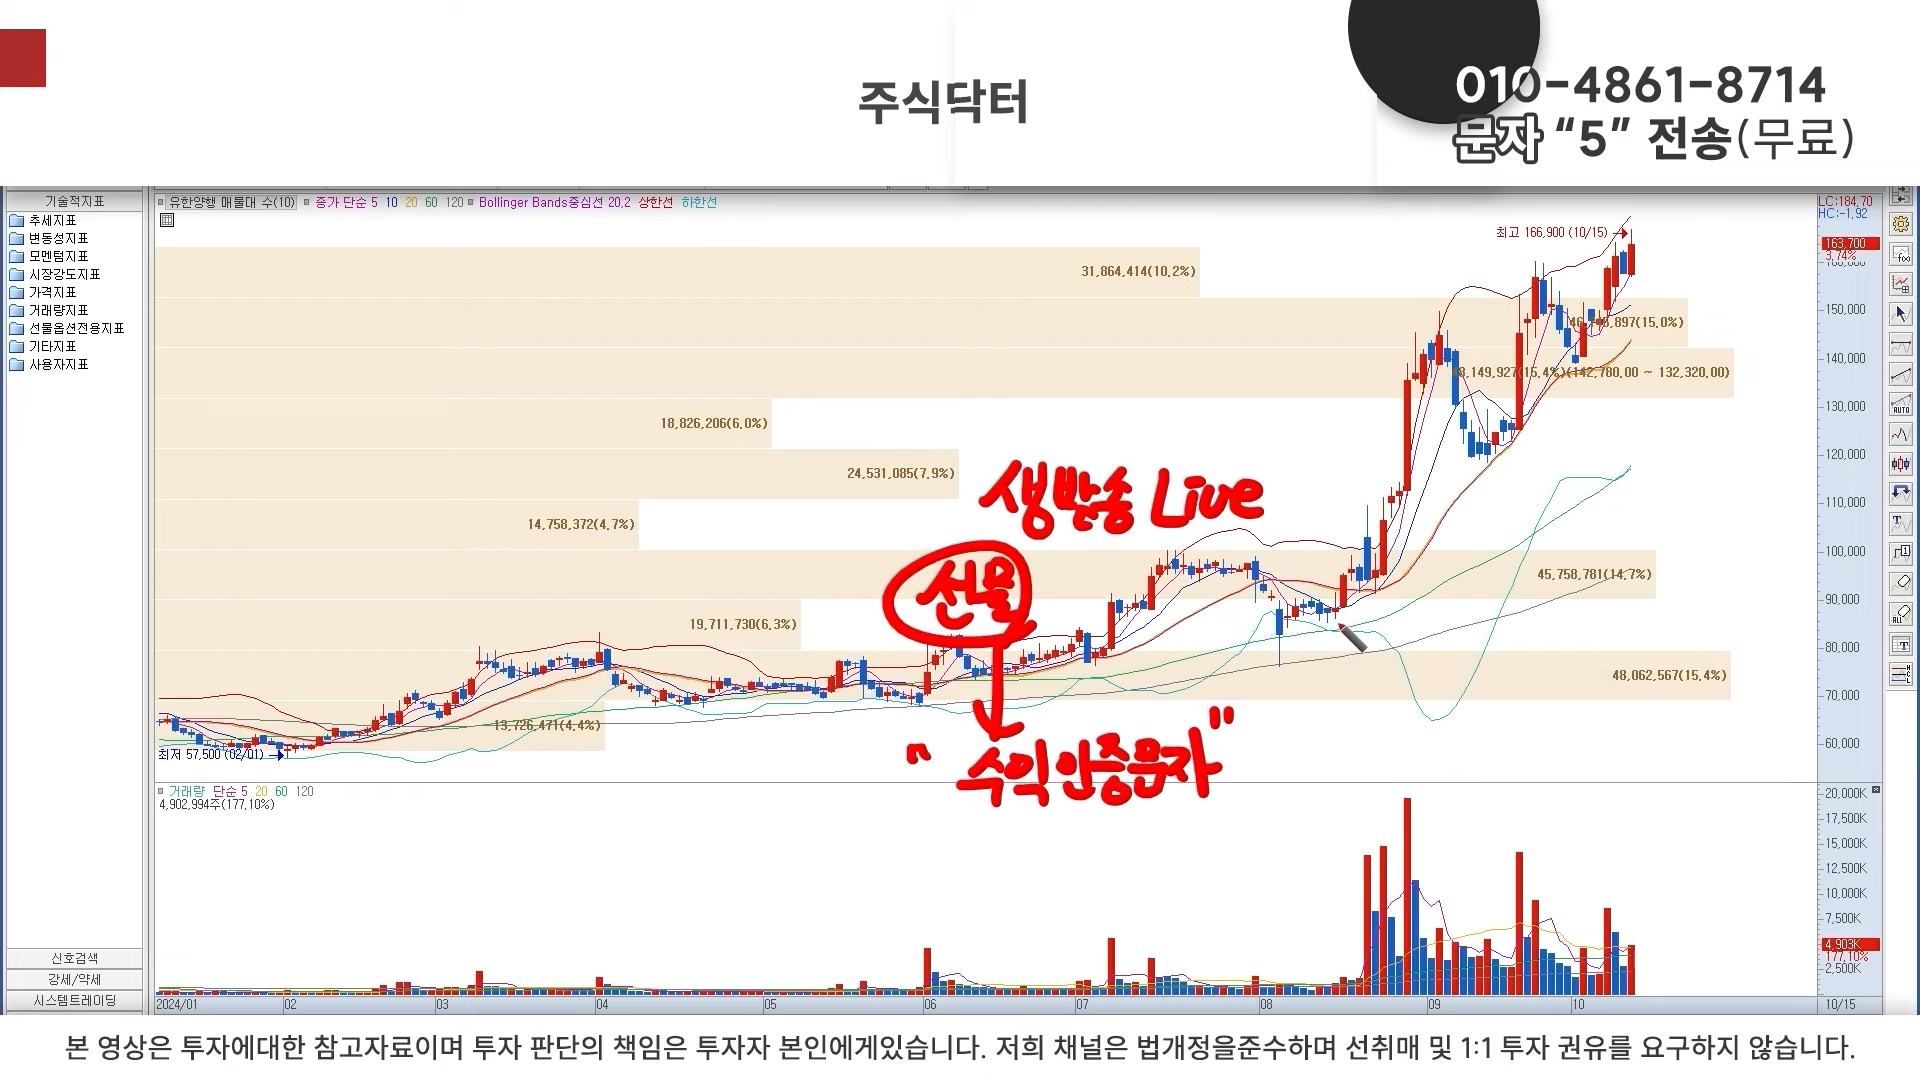 주식닥터
010-4861-8714
문자 “5” 전송(무료)
기술적지표
추세지표
변동성지표
모멘텀지표
시장강도지표
가격지표
거래량지표
선물옵션전용지표
기타지표
사용자지표
신호검색
강세/약세
시스템트레이딩
유한양행 매물대 수(10) 종가 단순 5 10 20 60 120 Bollinger Bands중심선 20,2 상한선 하한선
LC:184,70
HC:-1,92
최고 166,900 (10/15)
163,700
3,74%
31,864,414(10,2%)
150,000
897(15,0%)
140,000
8,149,927(15,4%)(142,780,00 ~ 132,320,00)
130,000
18,826,206(6,0%)
120,000
24,531,085(7,9%)
생방송 Live
110,000
14,758,372(4,7%)
100,000
선물
45,758,781(14,7%)
90,000
19,711,730(6,3%)
80,000
48,062,567(15,4%)
70,000
13,726,471(4,4%)
60,000
최저 57,500 (02/01)
" 수익인증문자 "
거래량 단순 5 20 60 120
4,902,994주(177,10%)
20,000K
17,500K
15,000K
12,500K
10,000K
7,500K
4,903K
177,10%
2,500K
2024/01 02 03 04 05 06 07 08 09 10 10/15
본 영상은 투자에대한 참고자료이며 투자 판단의 책임은 투자자 본인에게있습니다. 저희 채널은 법개정을준수하며 선취매 및 1:1 투자 권유를 요구하지 않습니다.